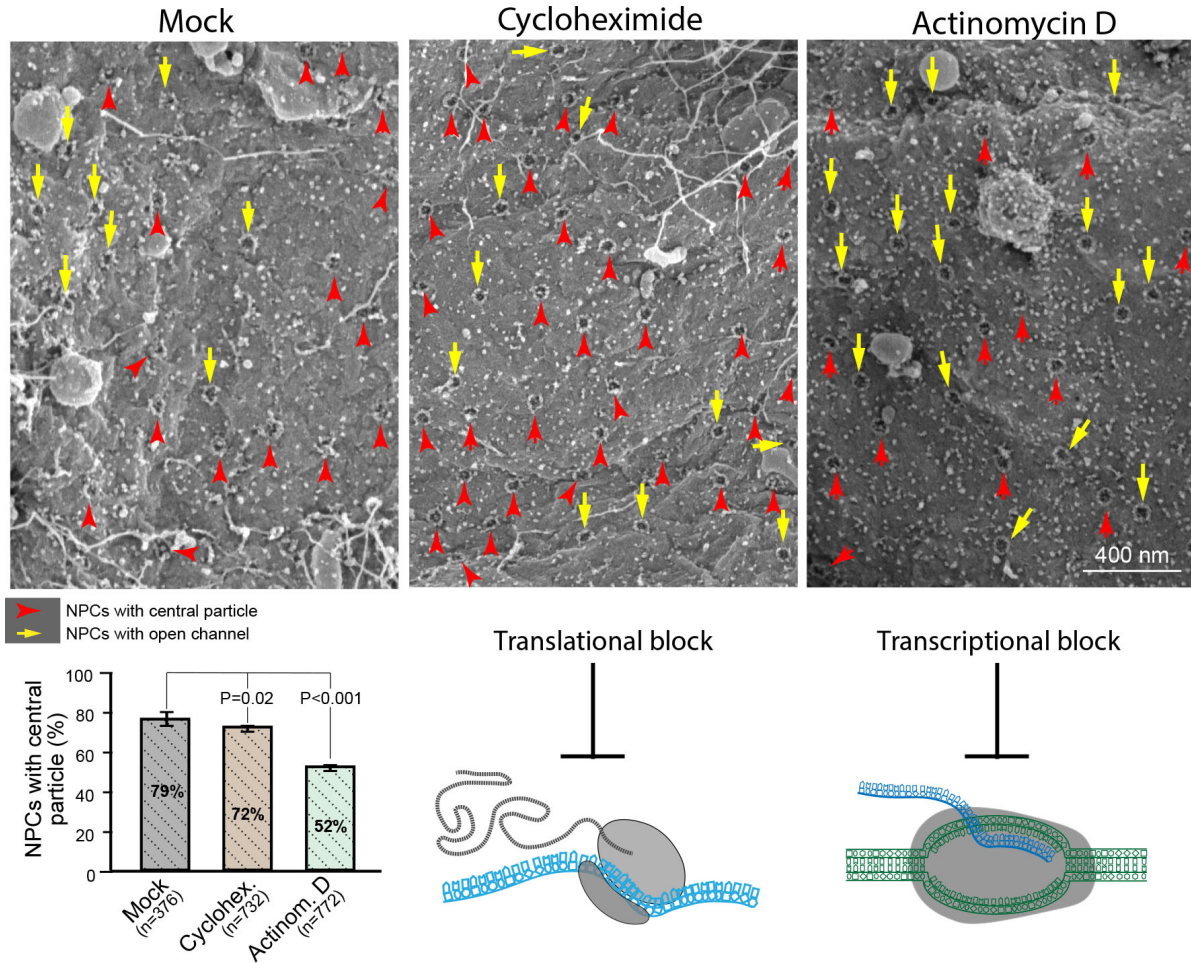 Mock
Cycloheximide
Actinomycin D
400 nm
NPCs with central particle
NPCs with open channel
NPCs with central
particle (%)
100
80
60
40
20
0
P=0.02
P<0.001
79%
72%
52%
Mock
(n=376)
Cyclohex.
(n=732)
Actinom. D
(n=772)
Translational block
Transcriptional block